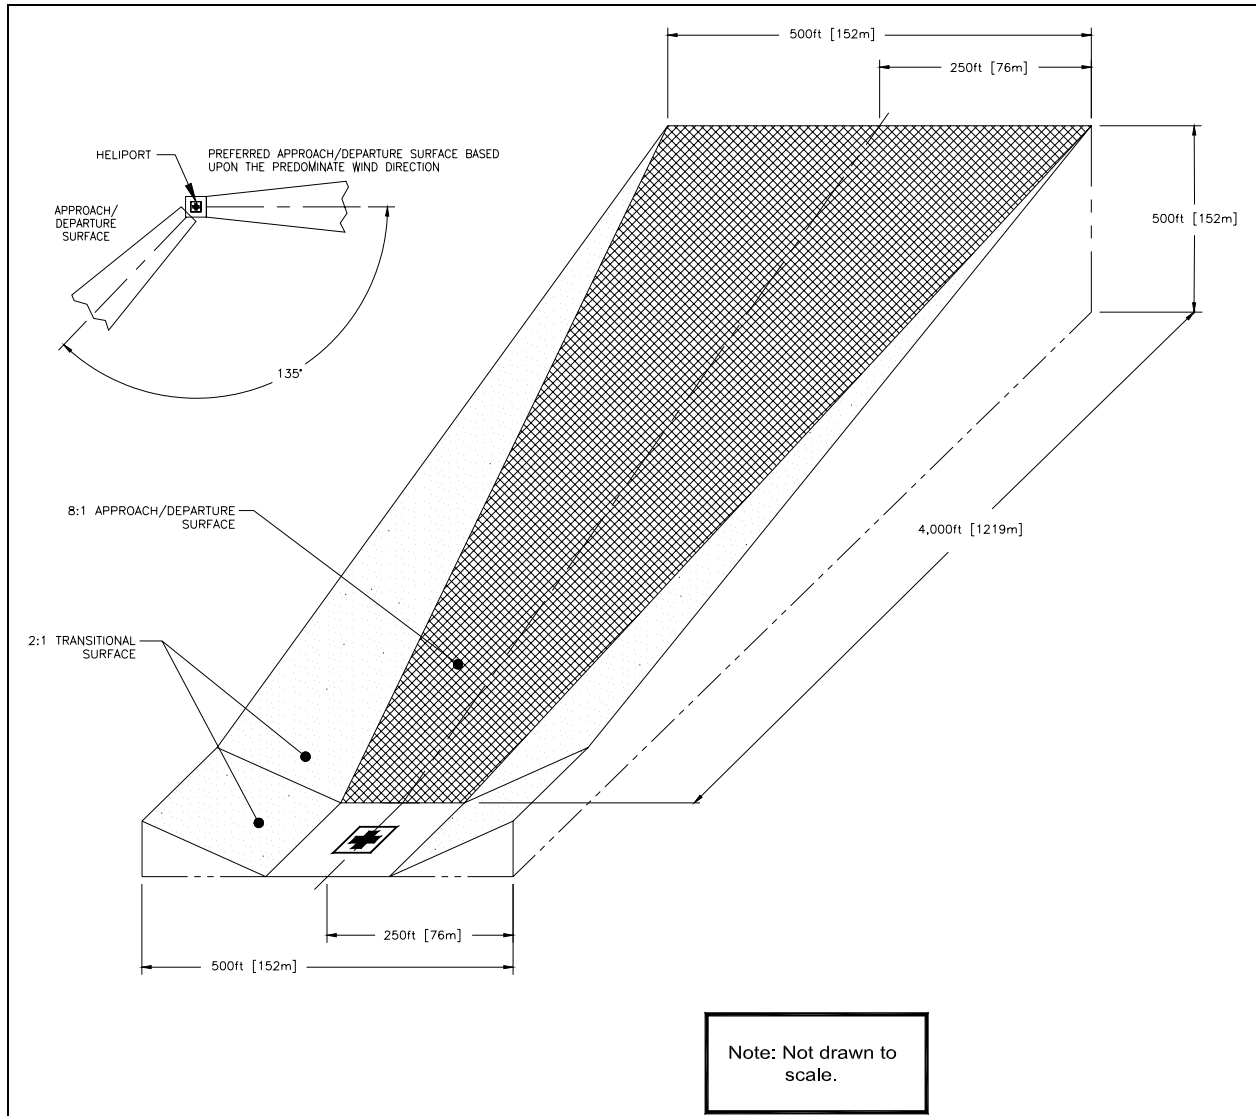 500ft [152m]
250ft [76m]
HELIPORT
PREFERRED APPROACH/DEPARTURE SURFACE BASED
UPON THE PREDOMINATE WIND DIRECTION
APPROACH/
DEPARTURE
SURFACE
500ft [152m]
135°
8:1 APPROACH/DEPARTURE
SURFACE
4,000ft [1219m]
2:1 TRANSITIONAL
SURFACE
250ft [76m]
500ft [152m]
Note: Not drawn to
scale.